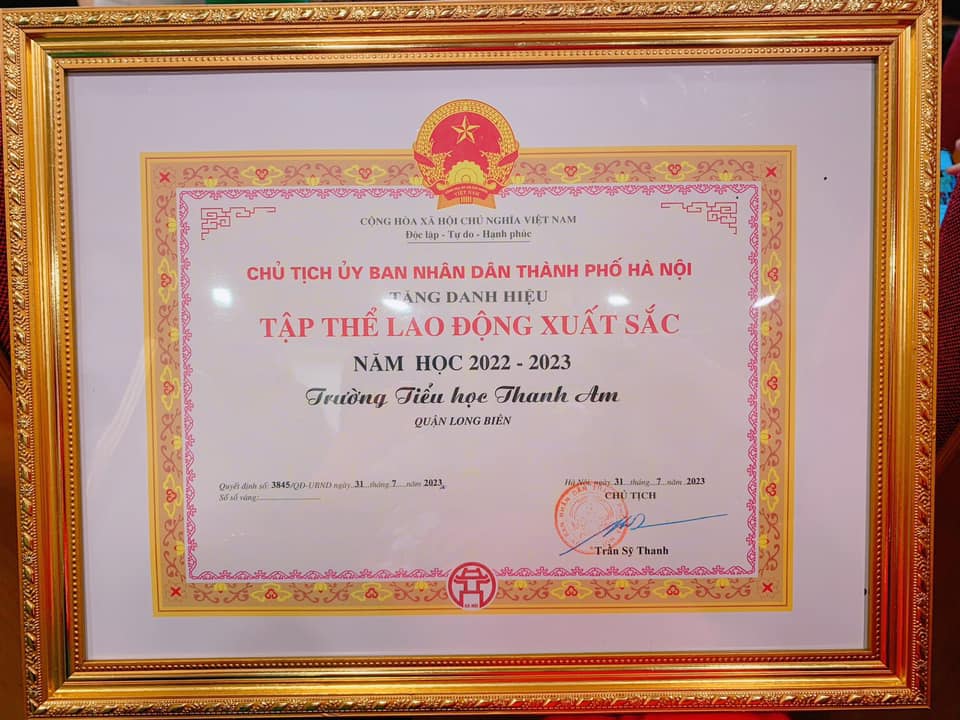 CỘNG HÒA XÃ HỘI CHỦ NGHĨA VIỆT NAM
Độc lập - Tự do - Hạnh phúc
CHỦ TỊCH ỦY BAN NHÂN DÂN THÀNH PHỐ HÀ NỘI
TẶNG DANH HIỆU
TẬP THỂ LAO ĐỘNG XUẤT SẮC
NĂM HỌC 2022 - 2023
Trường Tiểu học Thanh Am
QUẬN LONG BIÊN
Quyết định số: 3845/QĐ-UBND ngày 31 tháng 7 năm 2023
Số sổ vàng:
Hà Nội, ngày 31 tháng 7 năm 2023
CHỦ TỊCH
Trần Sỹ Thanh
HÀ NỘI